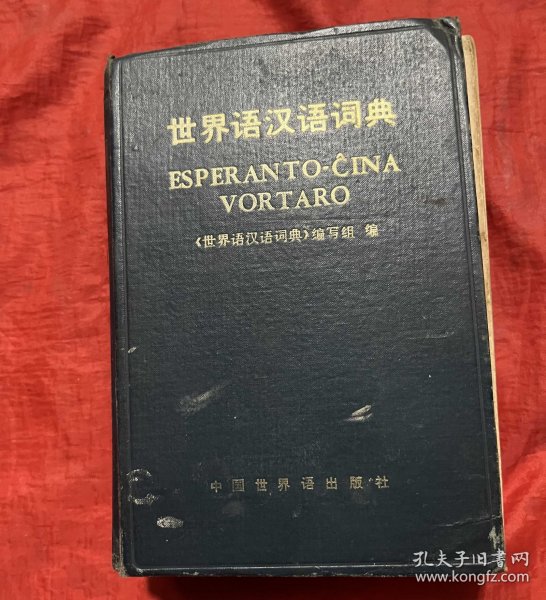 世界语汉语词典
ESPERANTO-ĈINA
VORTARO
《世界语汉语词典》编写组 编
中国世界语出版社
孔夫子旧书网
www.kongfz.com